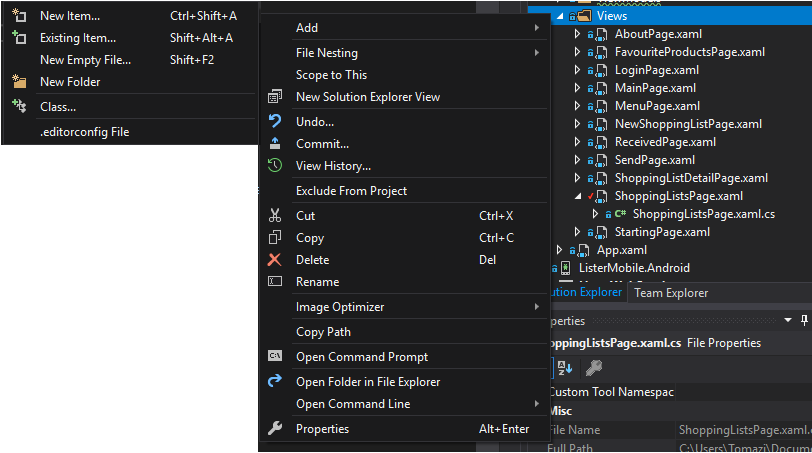 New Item... Ctrl+Shift+A
Existing Item... Shift+Alt+A
New Empty File... Shift+F2
New Folder
Class...
.editorconfig File
Add
File Nesting
Scope to This
New Solution Explorer View
Undo...
Commit...
View History...
Exclude From Project
Cut Ctrl+X
Copy Ctrl+C
Delete Del
Rename
Image Optimizer
Copy Path
Open Command Prompt
Open Folder in File Explorer
Open Command Line
Properties Alt+Enter
Views
AboutPage.xaml
FavouriteProductsPage.xaml
LoginPage.xaml
MainPage.xaml
MenuPage.xaml
NewShoppingListPage.xaml
ReceivedPage.xaml
SendPage.xaml
ShoppingListDetailPage.xaml
ShoppingListsPage.xaml
C# ShoppingListsPage.xaml.cs
StartingPage.xaml
App.xaml
ListerMobile.Android
ution Explorer Team Explorer
perties
oppingListsPage.xaml.cs File Properties
Custom Tool Namespac
Misc
File Name ShoppingListsPage.xaml.c
Full Path C:\Users\Tomazi\Docum